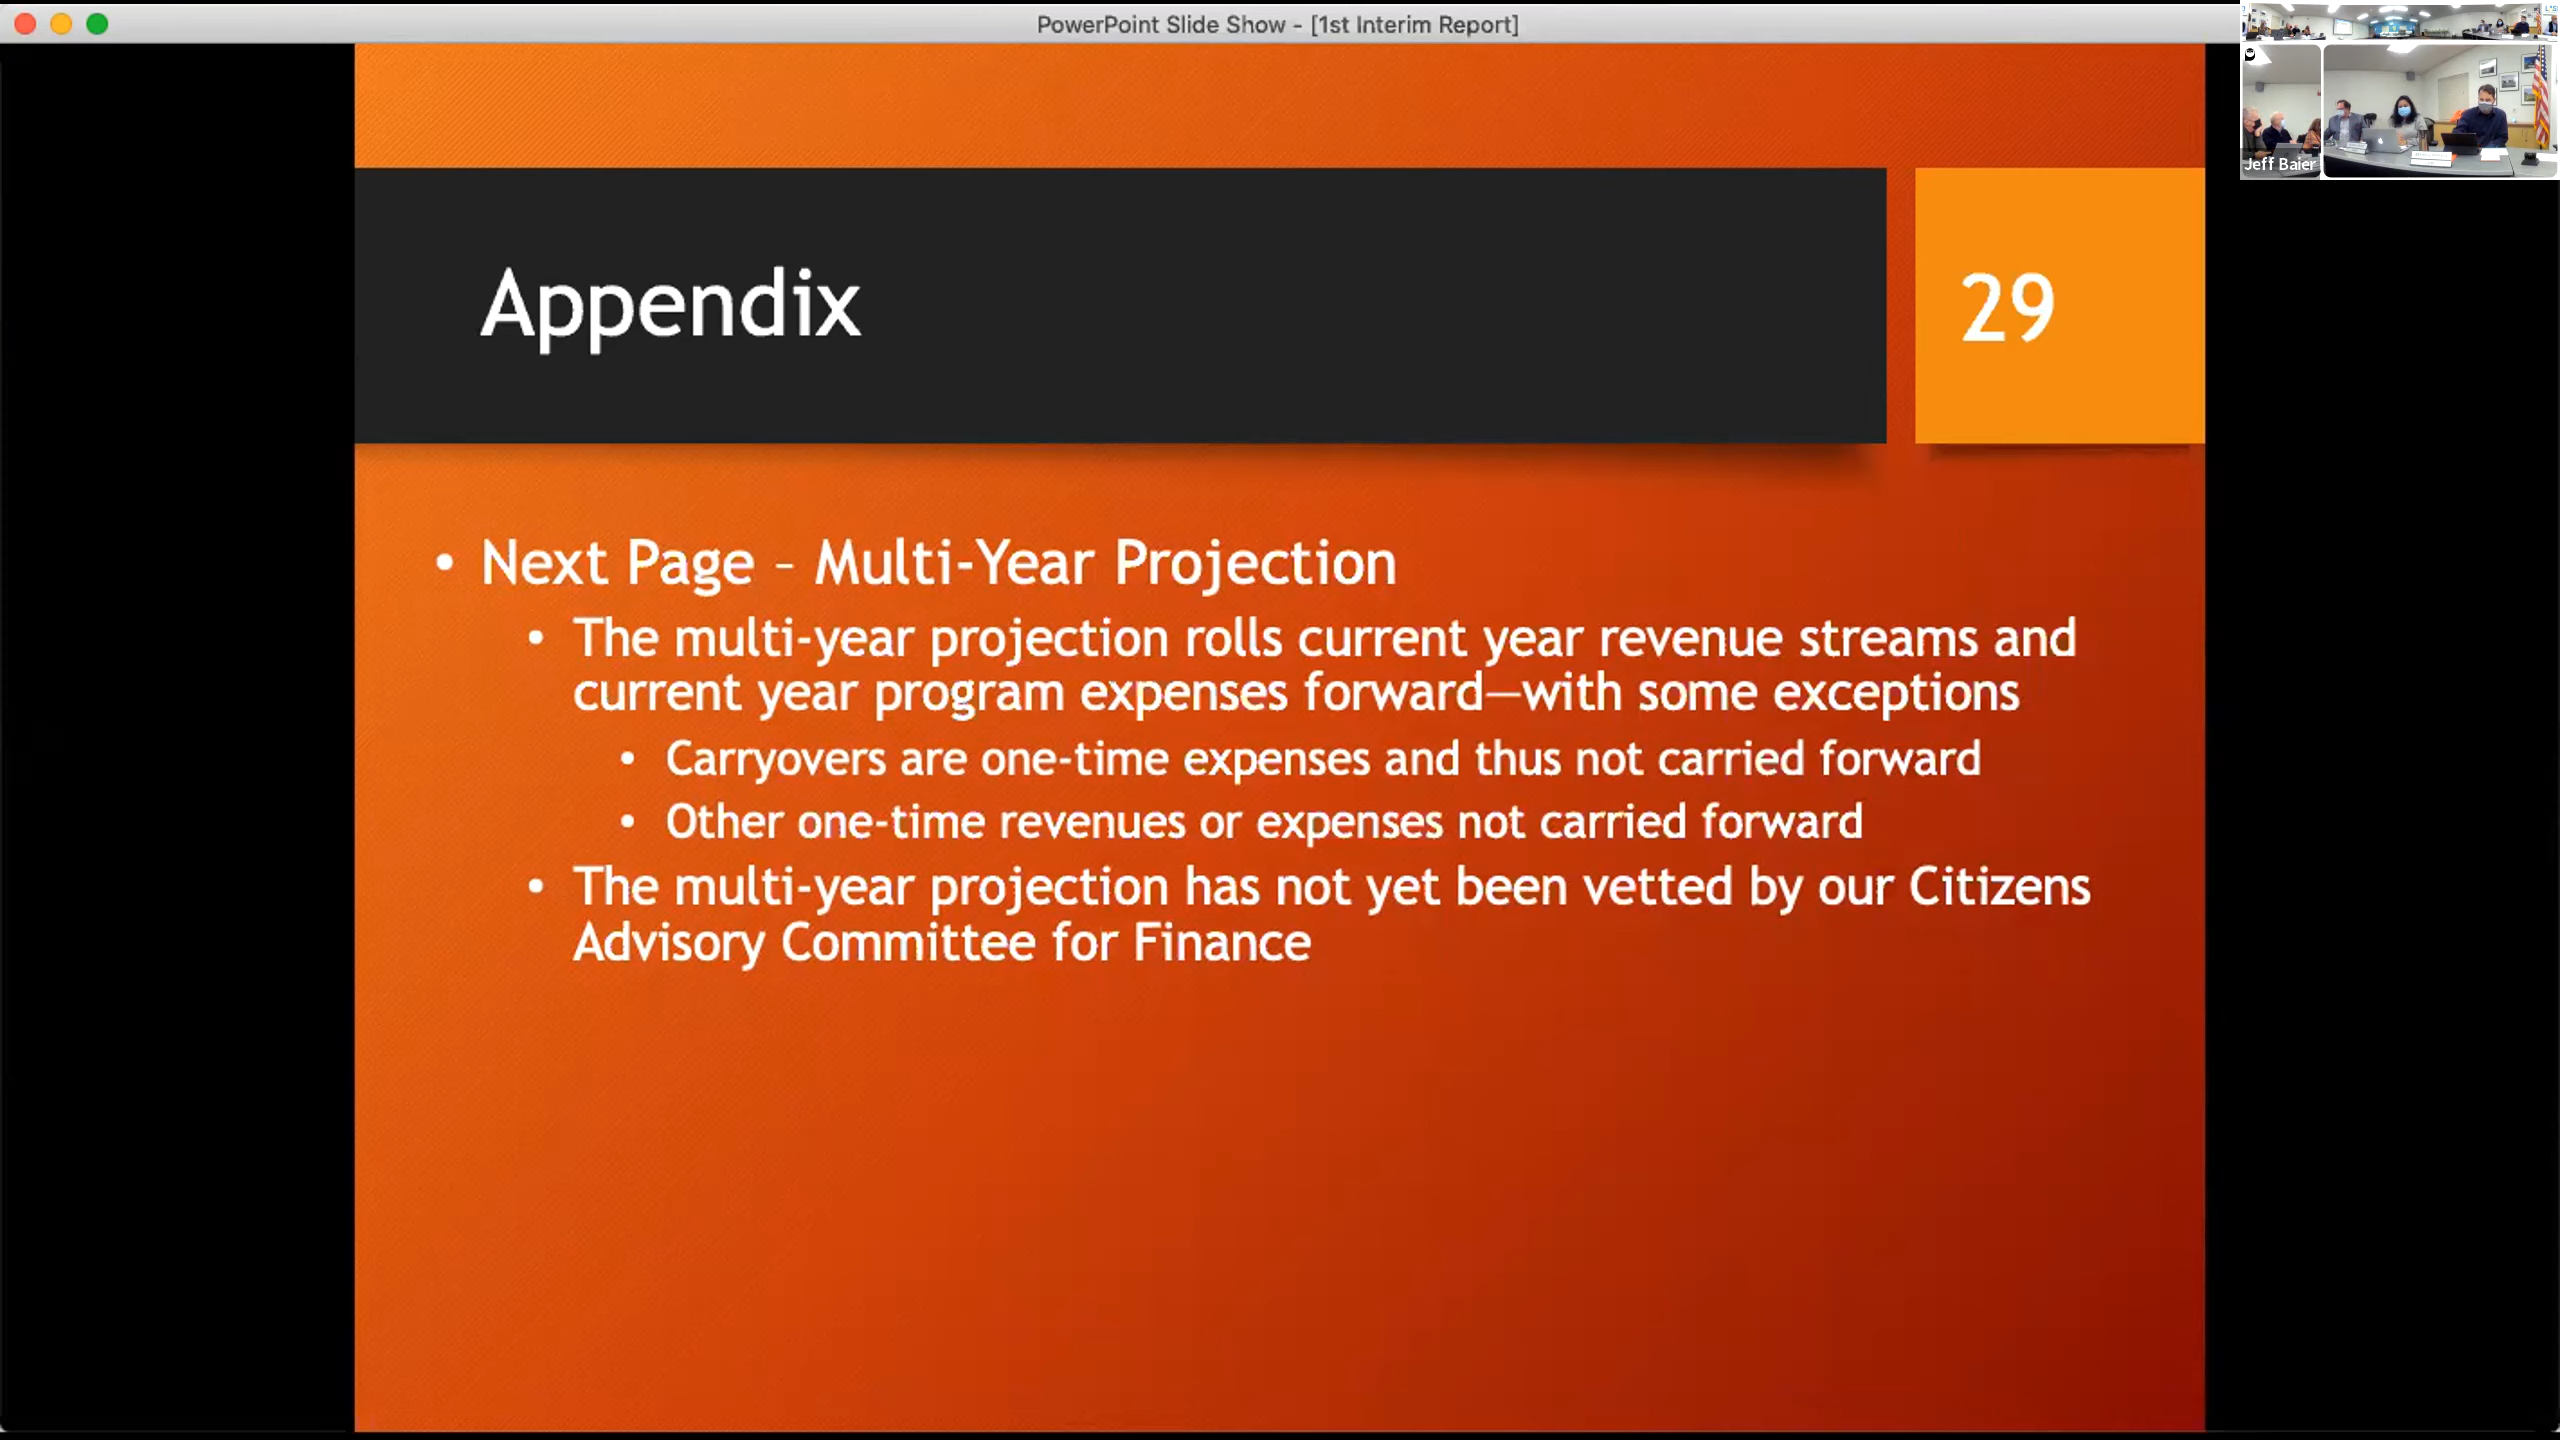 PowerPoint Slide Show - [1st Interim Report]
Jeff Baier
Appendix
29
• Next Page – Multi-Year Projection
• The multi-year projection rolls current year revenue streams and
current year program expenses forward—with some exceptions
• Carryovers are one-time expenses and thus not carried forward
• Other one-time revenues or expenses not carried forward
• The multi-year projection has not yet been vetted by our Citizens
Advisory Committee for Finance